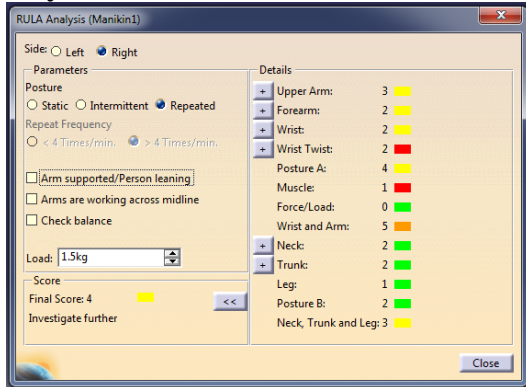 RULA Analysis (Manikin1)
Side: Left Right
Parameters
Posture
Static Intermittent Repeated
Repeat Frequency
< 4 Times/min. > 4 Times/min.
Arm supported/Person leaning
Arms are working across midline
Check balance
Load: 1.5kg
Score
Final Score: 4
<<
Investigate further
Details
+ Upper Arm: 3
+ Forearm: 2
+ Wrist: 2
+ Wrist Twist: 2
Posture A: 4
Muscle: 1
Force/Load: 0
Wrist and Arm: 5
+ Neck: 2
+ Trunk: 2
Leg: 1
Posture B: 2
Neck, Trunk and Leg: 3
Close